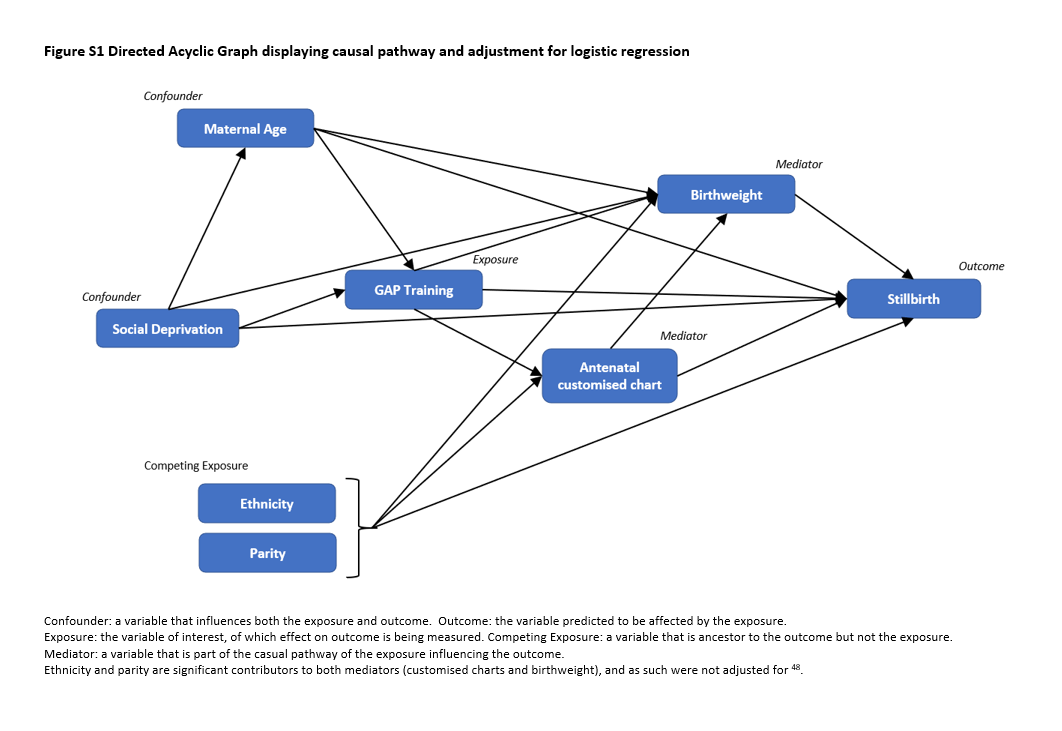 Figure S1 Directed Acyclic Graph displaying causal pathway and adjustment for logistic regression
Confounder
Maternal Age
Mediator
Birthweight
Exposure
GAP Training
Outcome
Stillbirth
Confounder
Social Deprivation
Mediator
Antenatal
customised chart
Competing Exposure
Ethnicity
Parity
Confounder: a variable that influences both the exposure and outcome.  Outcome: the variable predicted to be affected by the exposure.
Exposure: the variable of interest, of which effect on outcome is being measured. Competing Exposure: a variable that is ancestor to the outcome but not the exposure.
Mediator: a variable that is part of the casual pathway of the exposure influencing the outcome.
Ethnicity and parity are significant contributors to both mediators (customised charts and birthweight), and as such were not adjusted for 48.